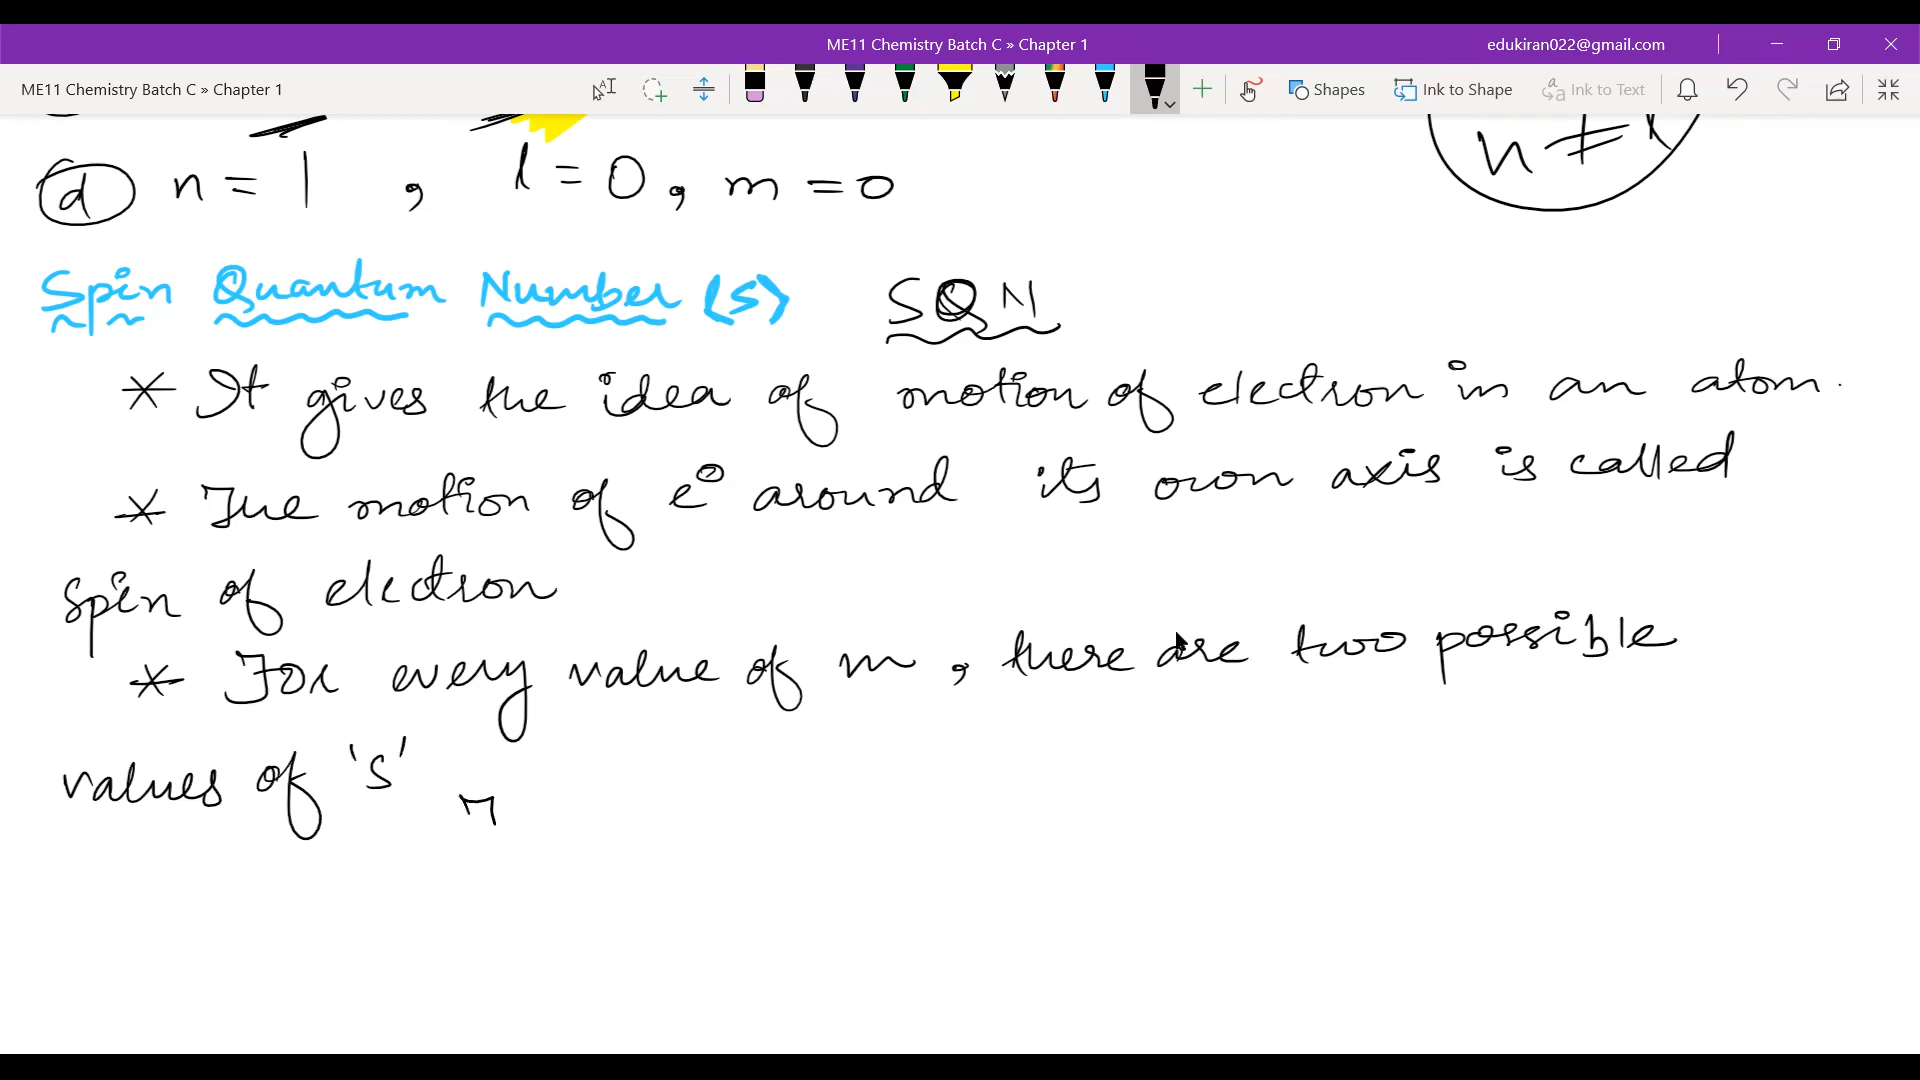 ME11 Chemistry Batch C » Chapter 1
edukiran022@gmail.com
ME11 Chemistry Batch C » Chapter 1
Shapes
Ink to Shape
Ink to Text
n ≠ l
(d) n = 1 , l = 0, m = 0
Spin Quantum Number (s) SQN
* It gives the idea of motion of electron in an atom.
* The motion of e⁰ around its own axis is called
spin of electron
* For every value of m, there are two possible
values of 's'